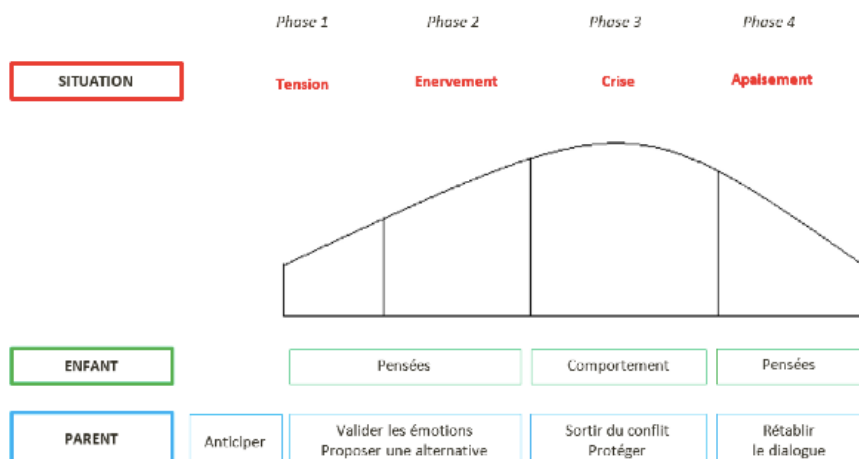 Phase 1 Phase 2 Phase 3 Phase 4
SITUATION Tension Enervement Crise Apaisement
ENFANT Pensées Comportement Pensées
PARENT Anticiper
Valider les émotions
Proposer une alternative
Sortir du conflit
Protéger
Rétablir
le dialogue